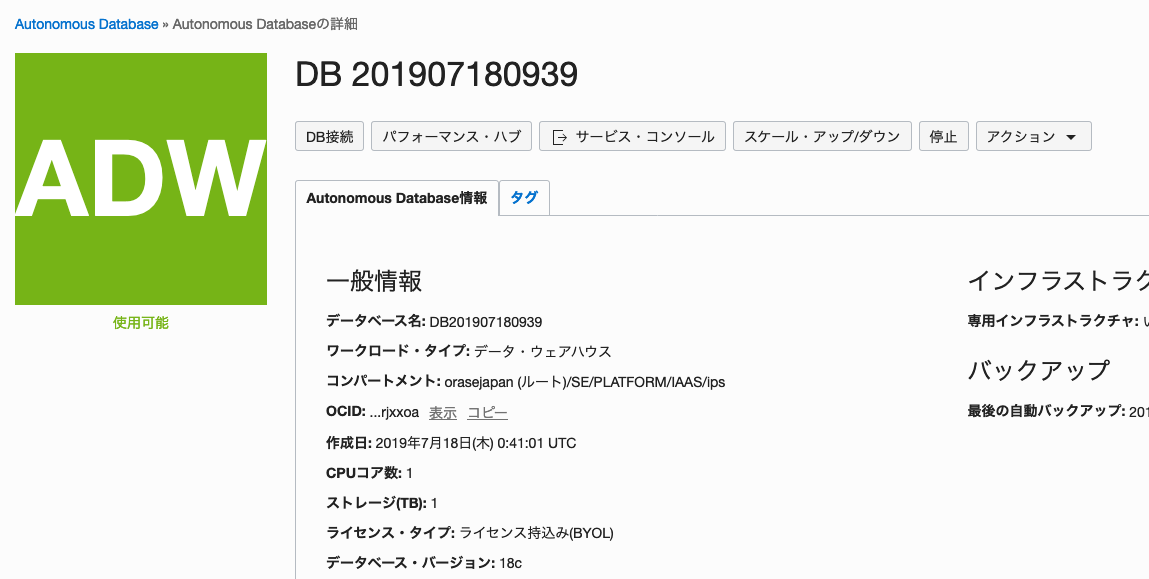 Autonomous Database » Autonomous Databaseの詳細
ADW
使用可能
DB 201907180939
DB接続 パフォーマンス・ハブ サービス・コンソール スケール・アップ/ダウン 停止 アクション
Autonomous Database情報 タグ
一般情報
データベース名: DB201907180939
ワークロード・タイプ: データ・ウェアハウス
コンパートメント: orasejapan (ルート)/SE/PLATFORM/IAAS/ips
OCID: ...rjxxoa 表示 コピー
作成日: 2019年7月18日(木) 0:41:01 UTC
CPUコア数: 1
ストレージ(TB): 1
ライセンス・タイプ: ライセンス持込み(BYOL)
データベース・バージョン: 18c
インフラストラク
専用インフラストラクチャ:
バックアップ
最後の自動バックアップ: 201